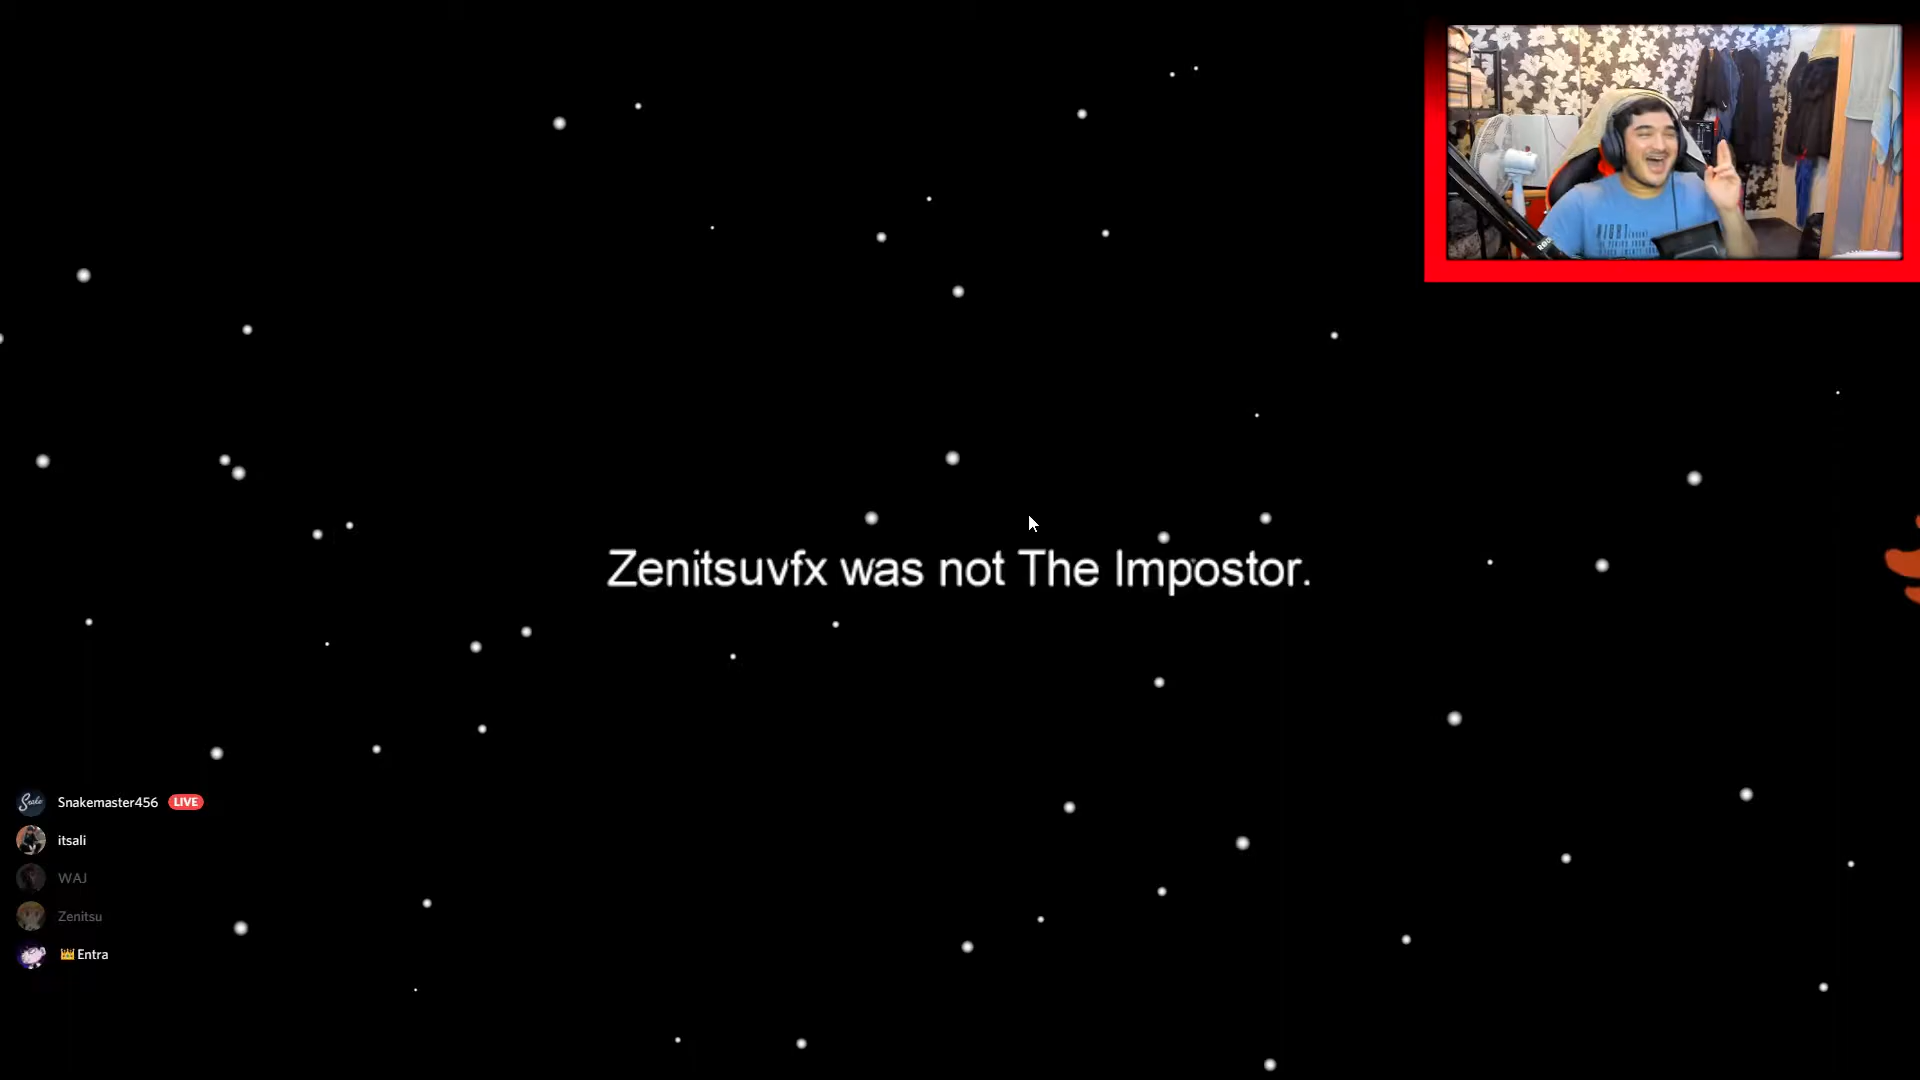 Zenitsuvfx was not The Impostor.
Snakemaster456 LIVE
itsali
WAJ
Zenitsu
Entra